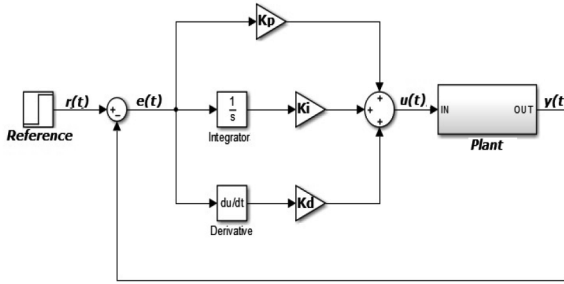 Kp
r(t)
e(t)
1
s
Ki
u(t)
IN
OUT
y(t
Reference
Integrator
Plant
du/dt
Kd
Derivative
+
−
+
+
+